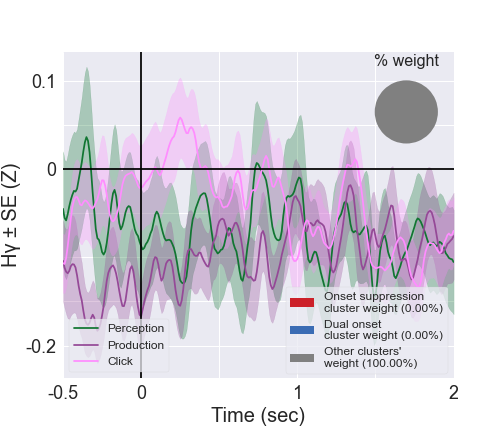 % weight
0.1
0
-0.2
Hγ ± SE (Z)
Perception
Production
Click
Onset suppression
cluster weight (0.00%)
Dual onset
cluster weight (0.00%)
Other clusters'
weight (100.00%)
-0.5
0
1
2
Time (sec)